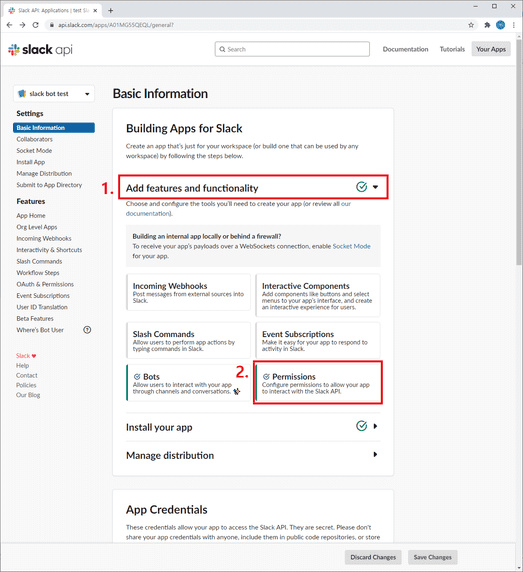 Slack API: Applications | test Sl
api.slack.com/apps/A01MG5SQEQL/general?
slack api
Search
Documentation
Tutorials
Your Apps
slack bot test
Basic Information
Settings
Basic Information
Collaborators
Socket Mode
Install App
Manage Distribution
Submit to App Directory
Features
App Home
Org Level Apps
Incoming Webhooks
Interactivity & Shortcuts
Slash Commands
Workflow Steps
OAuth & Permissions
Event Subscriptions
User ID Translation
Beta Features
Where's Bot User
Slack
Help
Contact
Policies
Our Blog
Building Apps for Slack
Create an app that's just for your workspace (or build one that can be used by any
workspace) by following the steps below.
1.
Add features and functionality
Choose and configure the tools you'll need to create your app (or review all our
documentation).
Building an internal app locally or behind a firewall?
To receive your app's payloads over a WebSockets connection, enable Socket Mode
for your app.
Incoming Webhooks
Post messages from external sources into
Slack.
Interactive Components
Add components like buttons and select
menus to your app's interface, and create
an interactive experience for users.
Slash Commands
Allow users to perform app actions by
typing commands in Slack.
Event Subscriptions
Make it easy for your app to respond to
activity in Slack.
Bots
Allow users to interact with your app
through channels and conversations.
2.
Permissions
Configure permissions to allow your app
to interact with the Slack API.
Install your app
Manage distribution
App Credentials
These credentials allow your app to access the Slack API. They are secret. Please don't
share your app credentials with anyone, include them in public code repositories, or store
Discard Changes
Save Changes